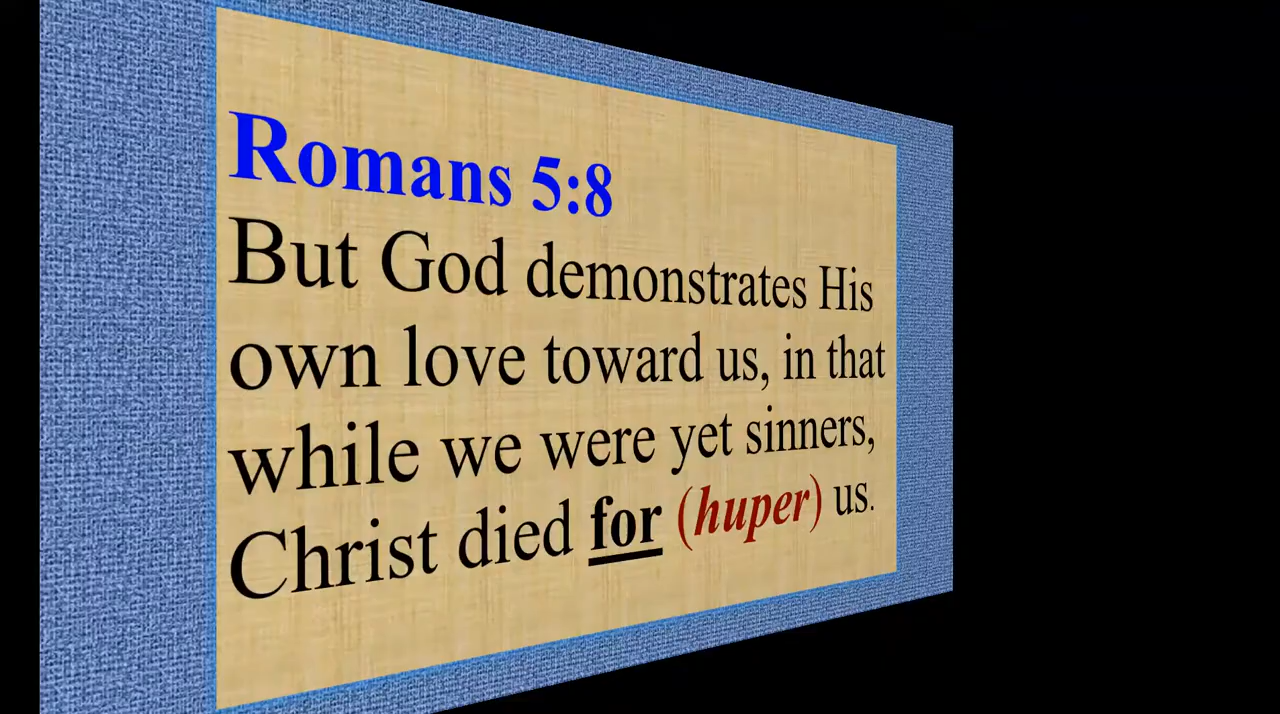 Romans 5:8
But God demonstrates His
own love toward us, in that
while we were yet sinners,
Christ died for (huper) us.